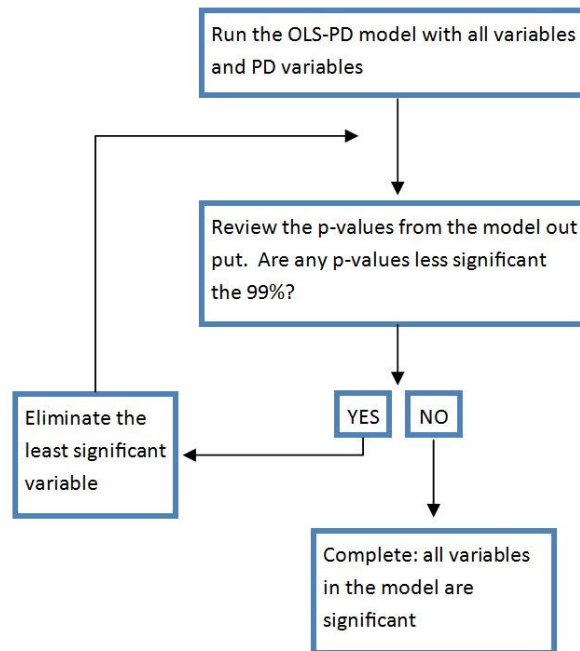 Run the OLS-PD model with all variables
and PD variables
Review the p-values from the model out
put. Are any p-values less significant
the 99%?
YES
NO
Eliminate the
least significant
variable
Complete: all variables
in the model are
significant